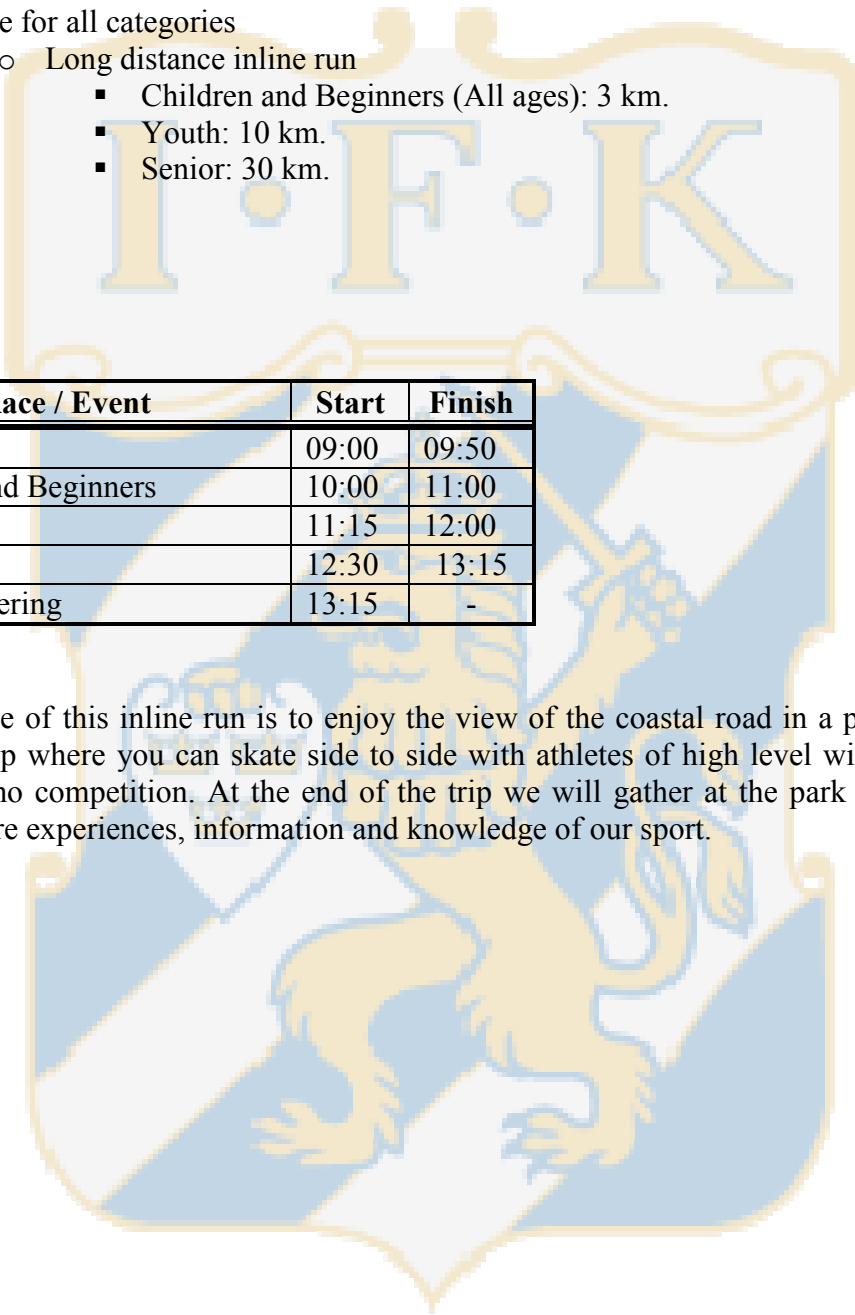 e for all categories
o Long distance inline run
▪ Children and Beginners (All ages): 3 km.
▪ Youth: 10 km.
▪ Senior: 30 km.
I • F • K
lace / Event Start Finish
09:00 09:50
nd Beginners 10:00 11:00
11:15 12:00
12:30 13:15
ering 13:15 -
e of this inline run is to enjoy the view of the coastal road in a p
p where you can skate side to side with athletes of high level wi
no competition. At the end of the trip we will gather at the park
re experiences, information and knowledge of our sport.